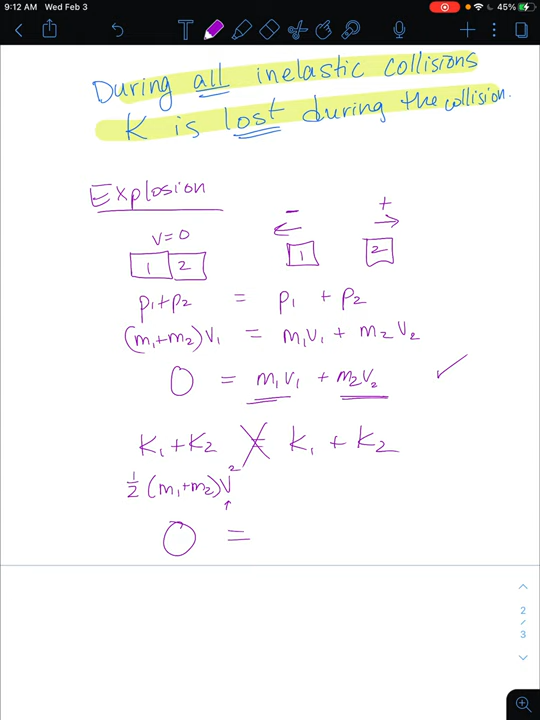 9:12 AM Wed Feb 3
45%
During all inelastic collisions
K is lost during the collision.
Explosion
- +
v=0
1 2 1 2
p₁+p₂ = p₁ + p₂
(m₁+m₂)v₁ = m₁v₁ + m₂v₂
0 = m₁v₁ + m₂v₂ ✓
K₁+K₂ ≠ K₁ + K₂
½(m₁+m₂)v²
↑
0 =
2
/
3